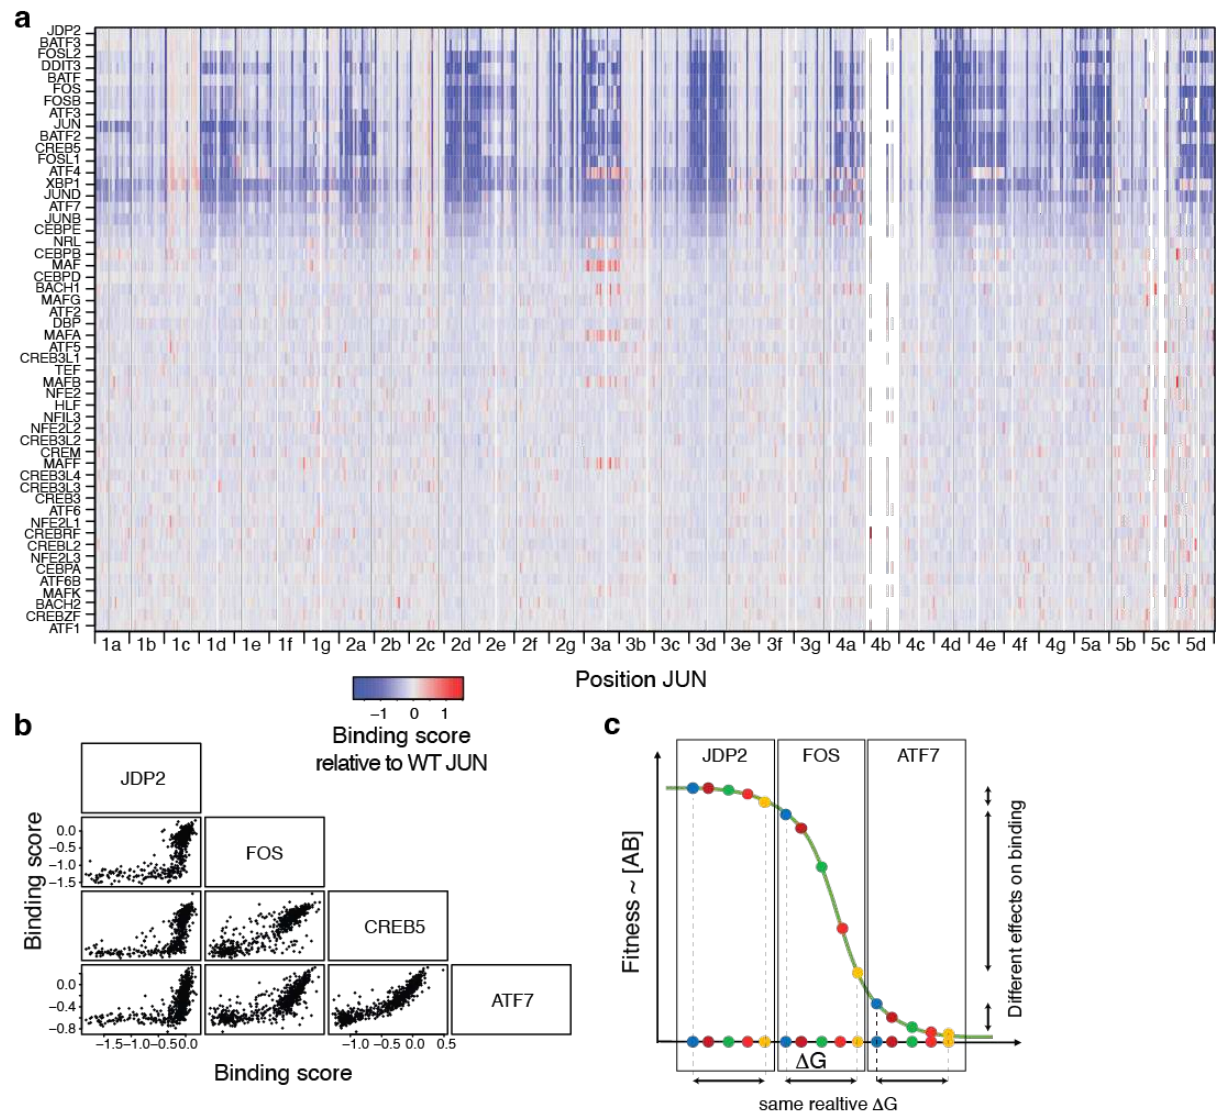 a
JDP2
BATF3
FOSL2
DDIT3
BATF
FOS
FOSB
ATF3
JUN
BATF2
CREB5
FOSL1
ATF4
XBP1
JUND
ATF7
JUNB
CEBPE
NRL
CEBPB
MAF
CEBPD
BACH1
MAFG
ATF2
DBP
MAFA
ATF5
CREB3L1
TEF
MAFB
NFE2
HLF
NFIL3
NFE2L2
CREB3L2
CREM
MAFF
CREB3L4
CREB3L3
CREB3
ATF6
NFE2L1
CREBRF
CREBL2
NFE2L3
CEBPA
ATF6B
MAFK
BACH2
CREBZF
ATF1
1a 1b 1c 1d 1e 1f 1g 2a 2b 2c 2d 2e 2f 2g 3a 3b 3c 3d 3e 3f 3g 4a 4b 4c 4d 4e 4f 4g 5a 5b 5c 5d
Position JUN
−1 0 1
Binding score
relative to WT JUN
b
JDP2
FOS
CREB5
ATF7
0.0
−0.5
−1.0
−1.5
0.0
−0.4
−0.8
−1.5 −1.0 −0.5 0.0
−1.0 0.0 0.5
Binding score
Binding score
c
JDP2 FOS ATF7
Fitness ~ [AB]
Different effects on binding
ΔG
same realtive ΔG